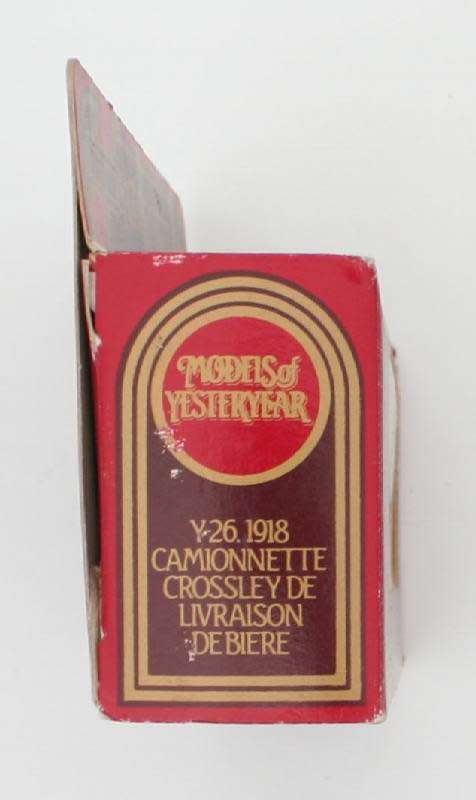 MODELS of
YESTERYEAR
Y-26. 1918
CAMIONNETTE
CROSSLEY DE
LIVRAISON
DE BIERE